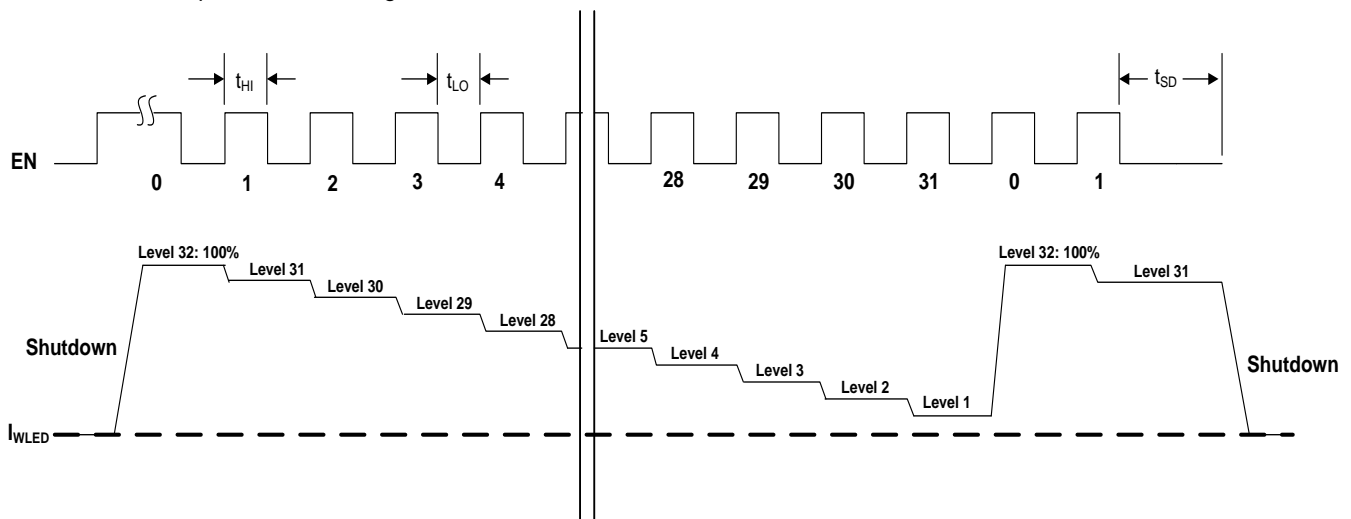 tHI
tLO
tSD
EN
0 1 2 3 4 28 29 30 31 0 1
Level 32: 100%
Level 31
Level 30
Level 29
Level 28
Level 5
Level 4
Level 3
Level 2
Level 1
Level 32: 100%
Level 31
Shutdown
Shutdown
IWLED